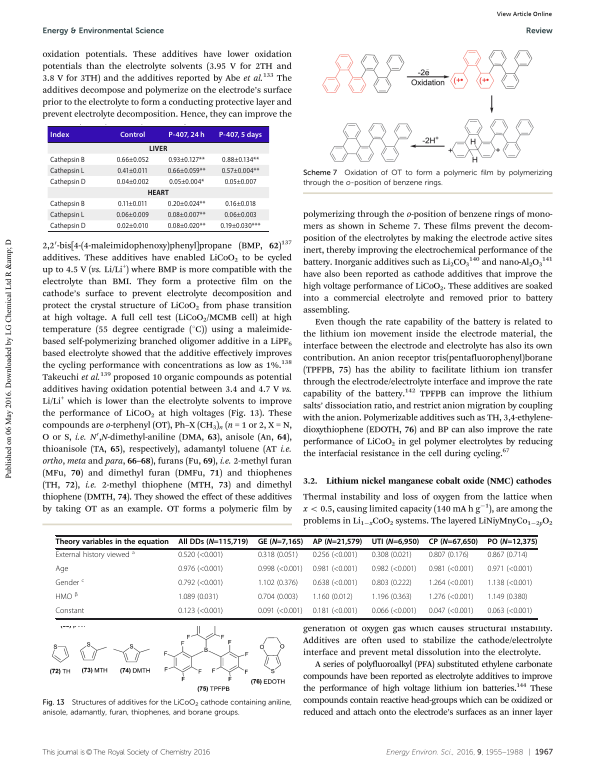 View Article Online
Energy & Environmental Science
Review
Published on 06 May 2016. Downloaded by LG Chemical Ltd R &amp; D
oxidation potentials. These additives have lower oxidation
potentials than the electrolyte solvents (3.95 V for 2TH and
3.8 V for 3TH) and the additives reported by Abe et al.133 The
additives decompose and polymerize on the electrode's surface
prior to the electrolyte to form a conducting protective layer and
prevent electrolyte decomposition. Hence, they can improve the
Index Control P-407, 24 h P-407, 5 days
LIVER
Cathepsin B 0.66±0.052 0.93±0.127** 0.88±0.134**
Cathepsin L 0.41±0.011 0.66±0.059** 0.57±0.004**
Cathepsin D 0.04±0.002 0.05±0.004* 0.05±0.007
HEART
Cathepsin B 0.11±0.011 0.20±0.024** 0.16±0.018
Cathepsin L 0.06±0.009 0.08±0.007** 0.06±0.003
Cathepsin D 0.02±0.010 0.08±0.020** 0.19±0.030***
2,2′-bis[4-(4-maleimidophenoxy)phenyl]propane (BMP, 62)137
additives. These additives have enabled LiCoO2 to be cycled
up to 4.5 V (vs. Li/Li+) where BMP is more compatible with the
electrolyte than BMI. They form a protective film on the
cathode's surface to prevent electrolyte decomposition and
protect the crystal structure of LiCoO2 from phase transition
at high voltage. A full cell test (LiCoO2/MCMB cell) at high
temperature (55 degree centigrade (°C)) using a maleimide-
based self-polymerizing branched oligomer additive in a LiPF6
based electrolyte showed that the additive effectively improves
the cycling performance with concentrations as low as 1%.138
Takeuchi et al.139 proposed 10 organic compounds as potential
additives having oxidation potential between 3.4 and 4.7 V vs.
Li/Li+ which is lower than the electrolyte solvents to improve
the performance of LiCoO2 at high voltages (Fig. 13). These
compounds are o-terphenyl (OT), Ph–X (CH3)n (n = 1 or 2, X = N,
O or S, i.e. N′,N-dimethyl-aniline (DMA, 63), anisole (An, 64),
thioanisole (TA, 65), respectively), adamantyl toluene (AT i.e.
ortho, meta and para, 66–68), furans (Fu, 69), i.e. 2-methyl furan
(MFu, 70) and dimethyl furan (DMFu, 71) and thiophenes
(TH, 72), i.e. 2-methyl thiophene (MTH, 73) and dimethyl
thiophene (DMTH, 74). They showed the effect of these additives
by taking OT as an example. OT forms a polymeric film by
-2e̅
Oxidation
-2H+
H
H
+
+
Scheme 7 Oxidation of OT to form a polymeric film by polymerizing
through the o-position of benzene rings.
polymerizing through the o-position of benzene rings of mono-
mers as shown in Scheme 7. These films prevent the decom-
position of the electrolytes by making the electrode active sites
inert, thereby improving the electrochemical performance of the
battery. Inorganic additives such as Li2CO3140 and nano-Al2O3141
have also been reported as cathode additives that improve the
high voltage performance of LiCoO2. These additives are soaked
into a commercial electrolyte and removed prior to battery
assembling.
Even though the rate capability of the battery is related to
the lithium ion movement inside the electrode material, the
interface between the electrode and electrolyte has also its own
contribution. An anion receptor tris(pentafluorophenyl)borane
(TPFPB, 75) has the ability to facilitate lithium ion transfer
through the electrode/electrolyte interface and improve the rate
capability of the battery.142 TPFPB can improve the lithium
salts' dissociation ratio, and restrict anion migration by coupling
with the anion. Polymerizable additives such as TH, 3,4-ethylene-
dioxythiophene (EDOTH, 76) and BP can also improve the rate
performance of LiCoO2 in gel polymer electrolytes by reducing
the interfacial resistance in the cell during cycling.67
3.2. Lithium nickel manganese cobalt oxide (NMC) cathodes
Thermal instability and loss of oxygen from the lattice when
x < 0.5, causing limited capacity (140 mA h g−1), are among the
problems in Li1−xCoO2 systems. The layered LiNiyMnyCo1−2yO2
Theory variables in the equation All DDs (N=115,719) GE (N=7,165) AP (N=21,579) UTI (N=6,950) CP (N=67,650) PO (N=12,375)
External history viewed a 0.520 (<0.001) 0.318 (0.051) 0.256 (<0.001) 0.308 (0.021) 0.807 (0.176) 0.867 (0.714)
Age 0.976 (<0.001) 0.998 (<0.001) 0.981 (<0.001) 0.982 (<0.001) 0.981 (<0.001) 0.971 (<0.001)
Gender c 0.792 (<0.001) 1.102 (0.376) 0.638 (<0.001) 0.803 (0.222) 1.264 (<0.001) 1.138 (<0.001)
HMO β 1.089 (0.031) 0.704 (0.003) 1.160 (0.012) 1.196 (0.363) 1.276 (<0.001) 1.149 (0.380)
Constant 0.123 (<0.001) 0.091 (<0.001) 0.181 (<0.001) 0.066 (<0.001) 0.047 (<0.001) 0.063 (<0.001)
(72) TH (73) MTH (74) DMTH
(75) TPFPB
(76) EDOTH
Fig. 13 Structures of additives for the LiCoO2 cathode containing aniline,
anisole, adamantly, furan, thiophenes, and borane groups.
generation of oxygen gas which causes structural instability.
Additives are often used to stabilize the cathode/electrolyte
interface and prevent metal dissolution into the electrolyte.
A series of polyfluoroalkyl (PFA) substituted ethylene carbonate
compounds have been reported as electrolyte additives to improve
the performance of high voltage lithium ion batteries.144 These
compounds contain reactive head-groups which can be oxidized or
reduced and attach onto the electrode's surfaces as an inner layer
This journal is © The Royal Society of Chemistry 2016
Energy Environ. Sci., 2016, 9, 1955–1988 | 1967